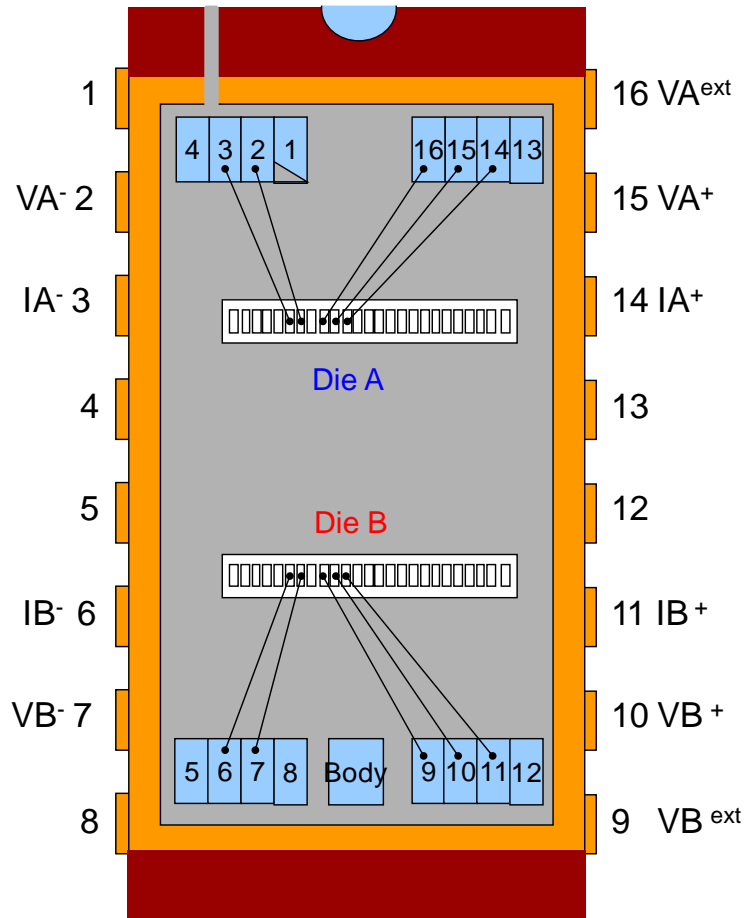 1
16 VA^ext
4 3 2 1
16 15 14 13
VA^- 2
15 VA^+
IA^- 3
14 IA^+
Die A
4
13
5
Die B
12
IB^- 6
11 IB^+
VB^- 7
10 VB^+
5 6 7 8
Body
9 10 11 12
8
9 VB^ext